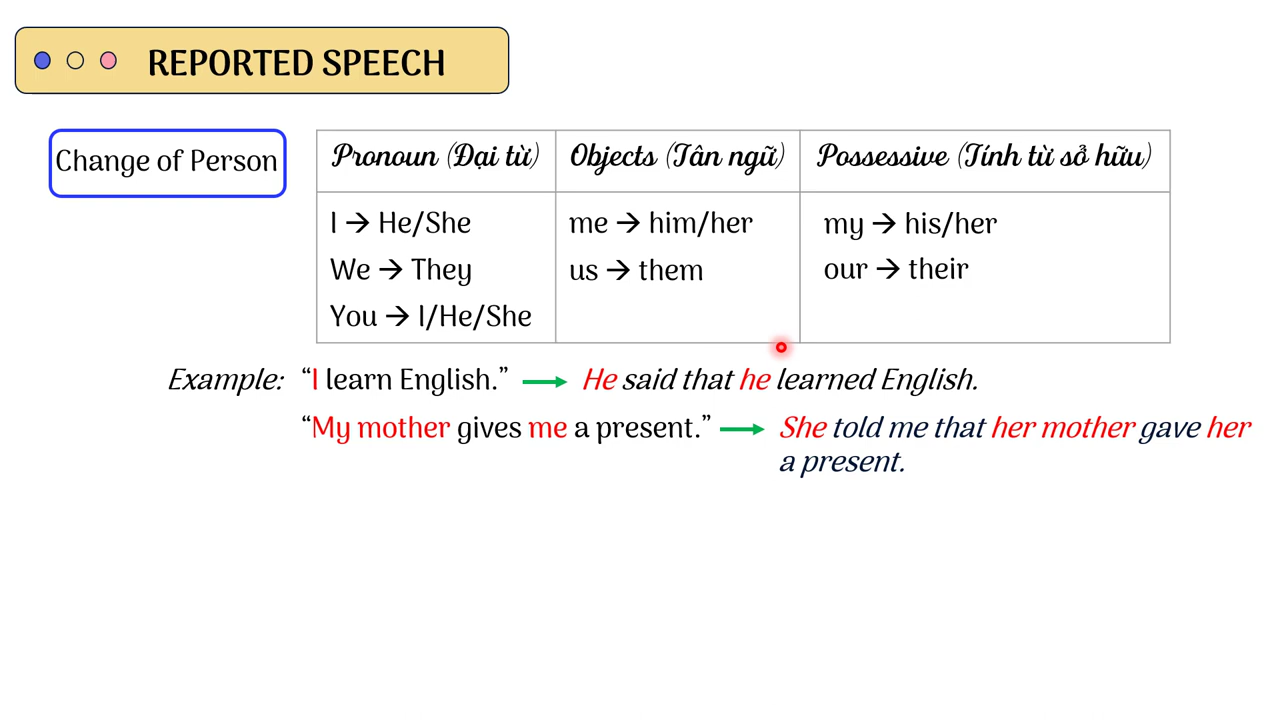 REPORTED SPEECH
Change of Person
Pronoun (Đại từ)
Objects (Tân ngữ)
Possessive (Tính từ sở hữu)
I → He/She
We → They
You → I/He/She
me → him/her
us → them
my → his/her
our → their
Example: “I learn English.” → He said that he learned English.
“My mother gives me a present.” → She told me that her mother gave her
a present.